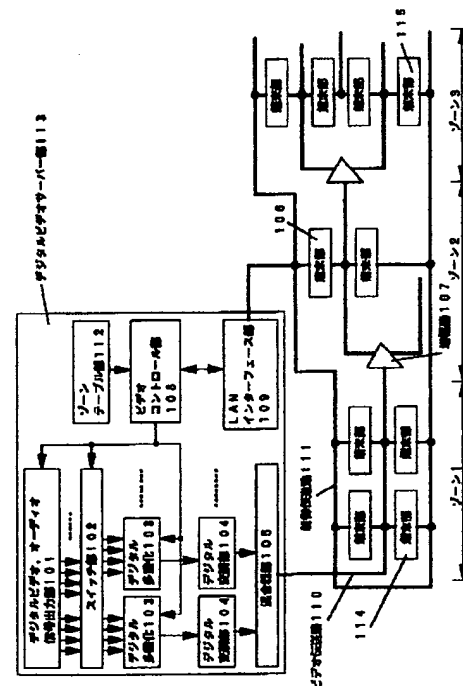 デジタルビデオサーバー部113
デジタルビデオ、オーディオ
信号出力部101
ゾーン
テーブル部112
スイッチ部102
ビデオ
コントロール部
108
デジタル
多重化103
デジタル
多重化103
LAN
インターフェース部
109
デジタル
変調部104
デジタル
変調部104
混合器部105
ビデオ伝送路110
制御伝送路111
114
端末部
端末部
端末部
端末部
106
端末部
端末部
増幅器107
端末部
端末部
端末部
端末部
115
ゾーン1
ゾーン2
ゾーン3